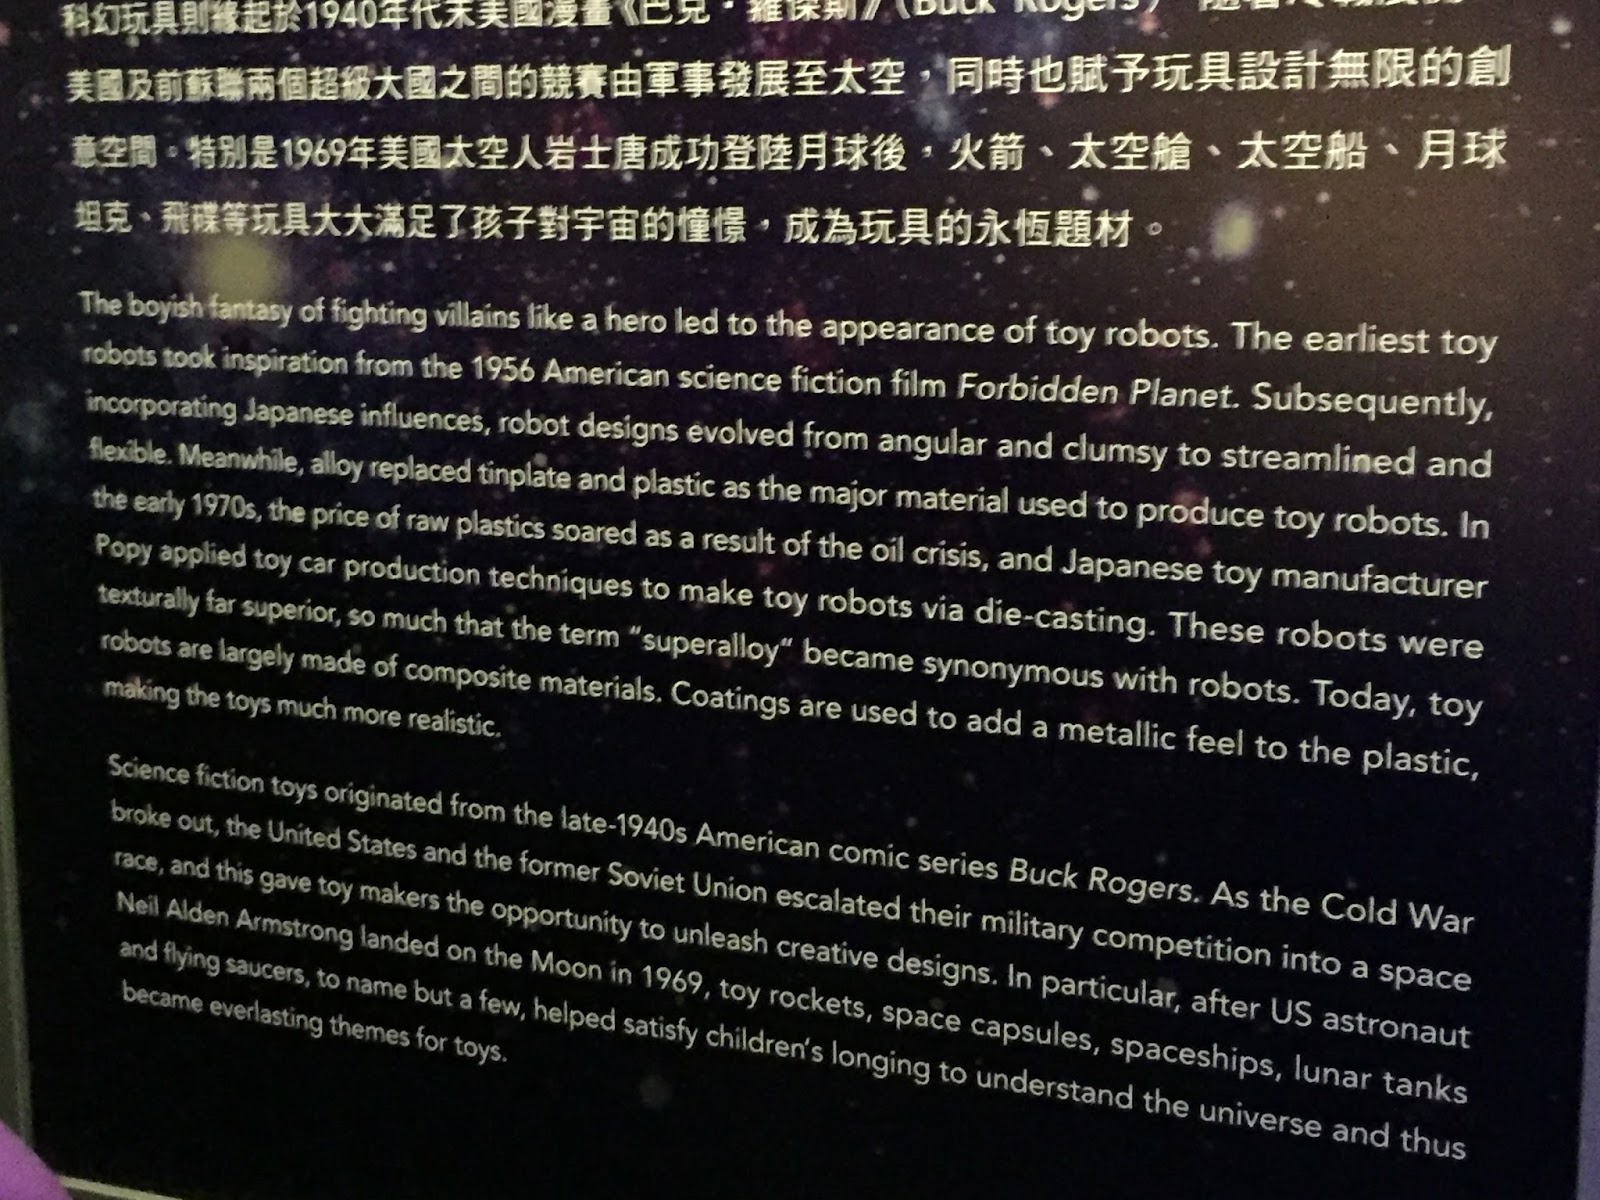 科幻玩具則緣起於1940年代末美國漫畫《巴克·羅傑斯》（Buck Rogers）
美國及前蘇聯兩個超級大國之間的競賽由軍事發展至太空，同時也賦予玩具設計無限的創
意空間。特別是1969年美國太空人岩士唐成功登陸月球後，火箭、太空艙、太空船、月球
坦克、飛碟等玩具大大滿足了孩子對宇宙的憧憬，成為玩具的永恆題材。
The boyish fantasy of fighting villains like a hero led to the appearance of toy robots. The earliest toy
robots took inspiration from the 1956 American science fiction film Forbidden Planet. Subsequently,
incorporating Japanese influences, robot designs evolved from angular and clumsy to streamlined and
flexible. Meanwhile, alloy replaced tinplate and plastic as the major material used to produce toy robots. In
the early 1970s, the price of raw plastics soared as a result of the oil crisis, and Japanese toy manufacturer
Popy applied toy car production techniques to make toy robots via die-casting. These robots were
texturally far superior, so much that the term “superalloy“ became synonymous with robots. Today, toy
robots are largely made of composite materials. Coatings are used to add a metallic feel to the plastic,
making the toys much more realistic.
Science fiction toys originated from the late-1940s American comic series Buck Rogers. As the Cold War
broke out, the United States and the former Soviet Union escalated their military competition into a space
race, and this gave toy makers the opportunity to unleash creative designs. In particular, after US astronaut
Neil Alden Armstrong landed on the Moon in 1969, toy rockets, space capsules, spaceships, lunar tanks
and flying saucers, to name but a few, helped satisfy children's longing to understand the universe and thus
became everlasting themes for toys.